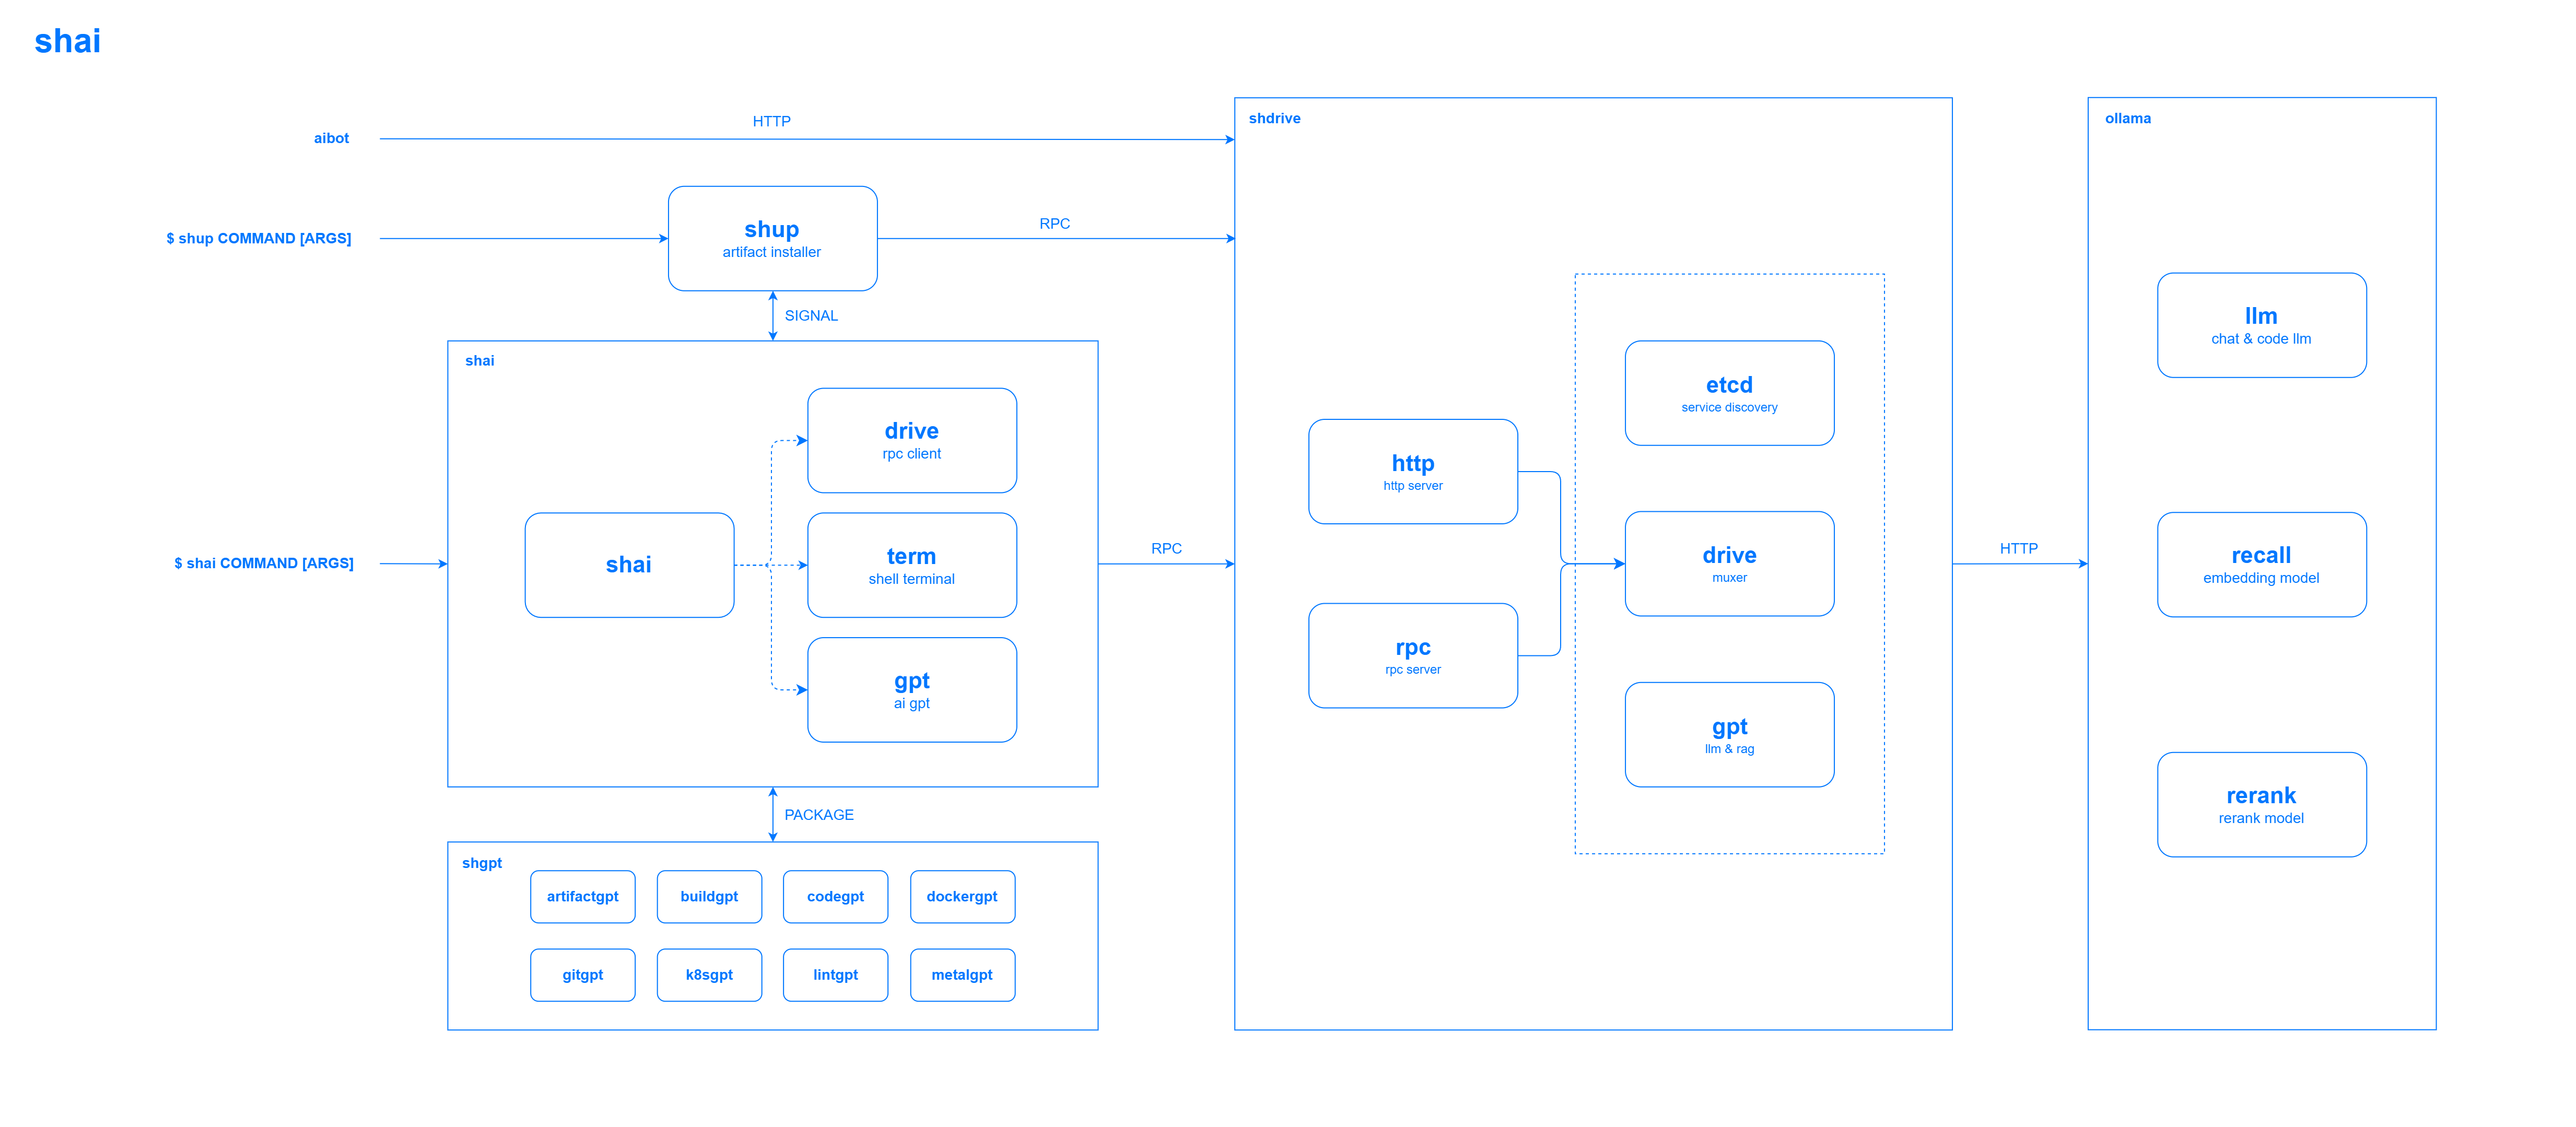 shai
aibot
HTTP
$ shup COMMAND [ARGS]
shup
artifact installer
RPC
SIGNAL
$ shai COMMAND [ARGS]
shai
shai
drive
rpc client
term
shell terminal
gpt
ai gpt
RPC
PACKAGE
shgpt
artifactgpt
buildgpt
codegpt
dockergpt
gitgpt
k8sgpt
lintgpt
metalgpt
shdrive
http
http server
rpc
rpc server
etcd
service discovery
drive
muxer
gpt
llm & rag
HTTP
ollama
llm
chat & code llm
recall
embedding model
rerank
rerank model